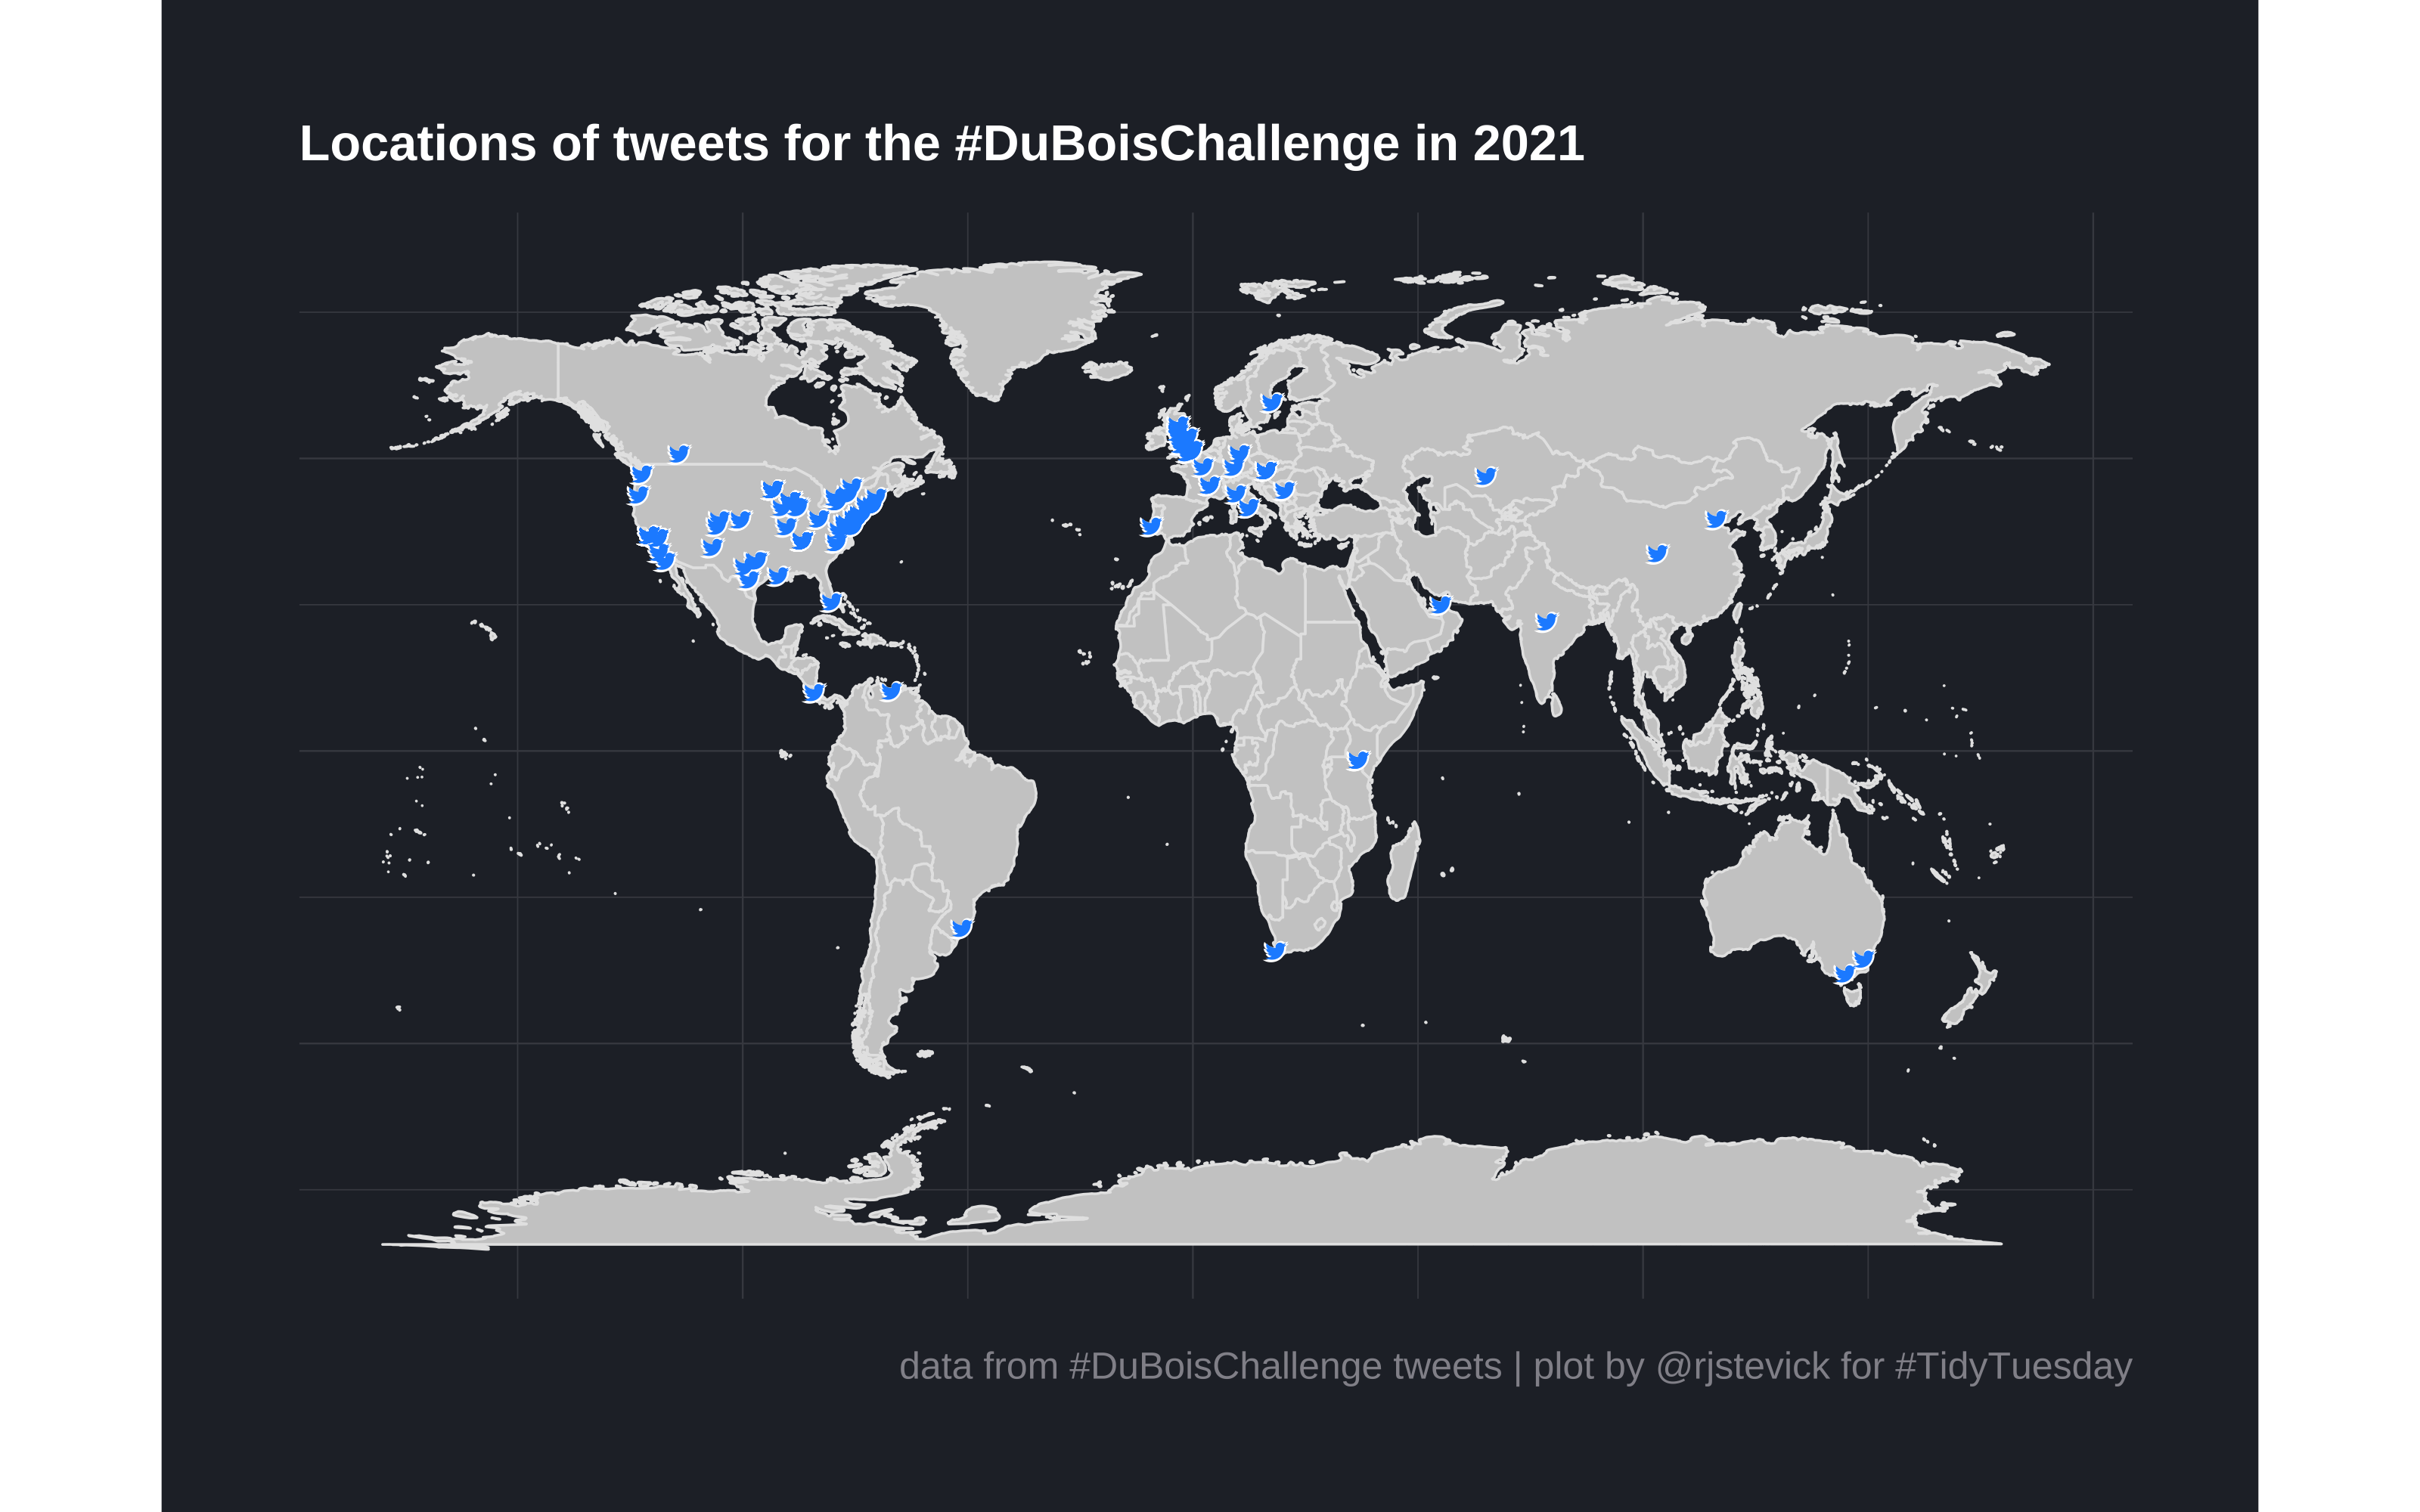 Locations of tweets for the #DuBoisChallenge in 2021
data from #DuBoisChallenge tweets | plot by @rjstevick for #TidyTuesday